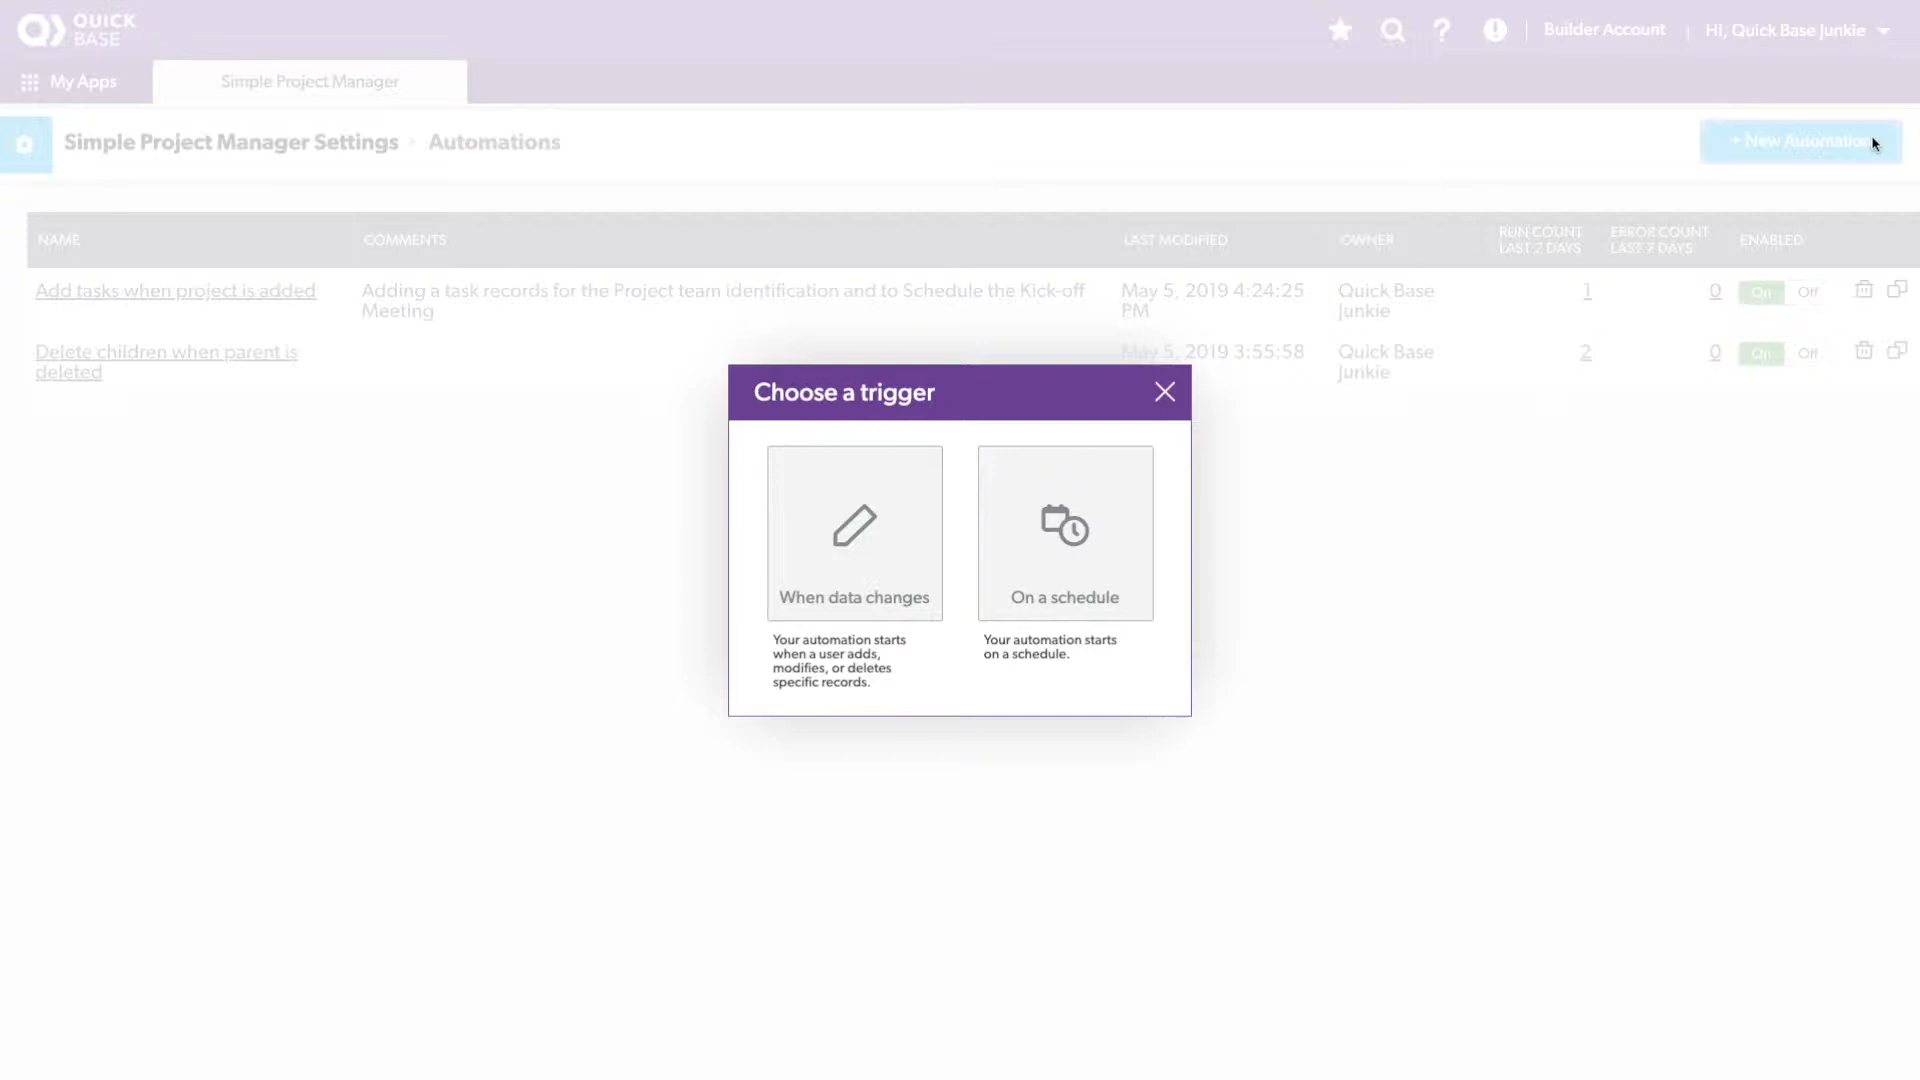 QUICK
BASE
Builder Account
Hi, Quick Base Junkie
My Apps
Simple Project Manager
Simple Project Manager Settings
Automations
+ New Automation
NAME
COMMENTS
LAST MODIFIED
OWNER
RUN COUNT
LAST 7 DAYS
ERROR COUNT
LAST 7 DAYS
ENABLED
Add tasks when project is added
Adding a task records for the Project team identification and to Schedule the Kick-off
Meeting
May 5, 2019 4:24:25
PM
Quick Base
Junkie
1
0
On
Off
Delete children when parent is
deleted
May 5, 2019 3:55:58
Quick Base
Junkie
2
0
On
Off
Choose a trigger
When data changes
Your automation starts
when a user adds,
modifies, or deletes
specific records.
On a schedule
Your automation starts
on a schedule.